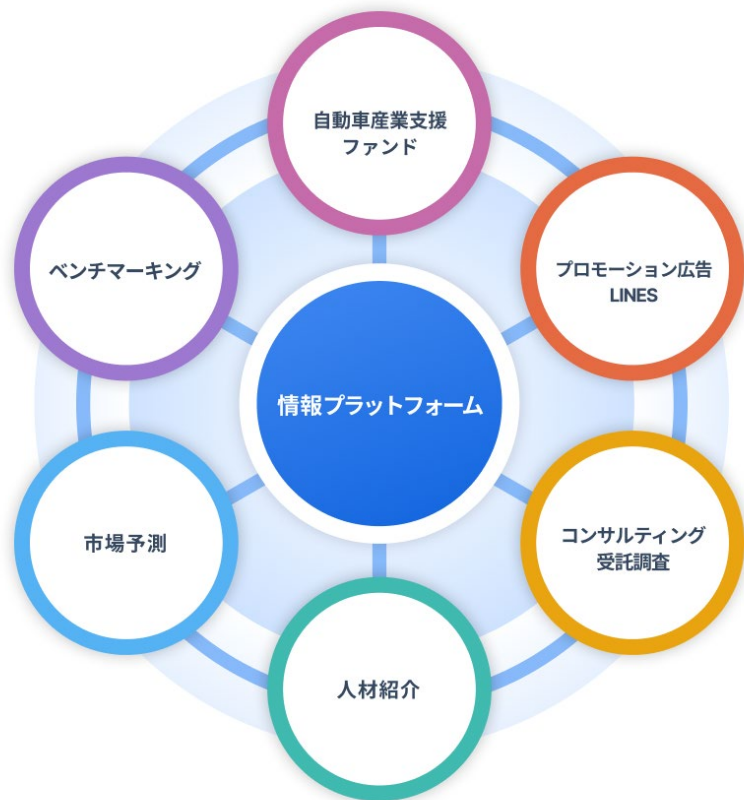 自動車産業支援
ファンド
ベンチマーキング
プロモーション広告
LINES
情報プラットフォーム
市場予測
コンサルティング
受託調査
人材紹介